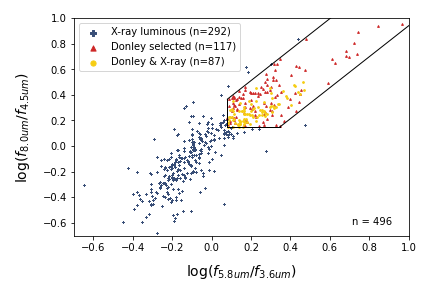 X-ray luminous (n=292)
Donley selected (n=117)
Donley & X-ray (n=87)
1.0
0.8
0.6
0.4
0.2
0.0
−0.2
−0.4
−0.6
log(f8.0um/f4.5um)
n = 496
−0.6 −0.4 −0.2 0.0 0.2 0.4 0.6 0.8 1.0
log(f5.8um/f3.6um)